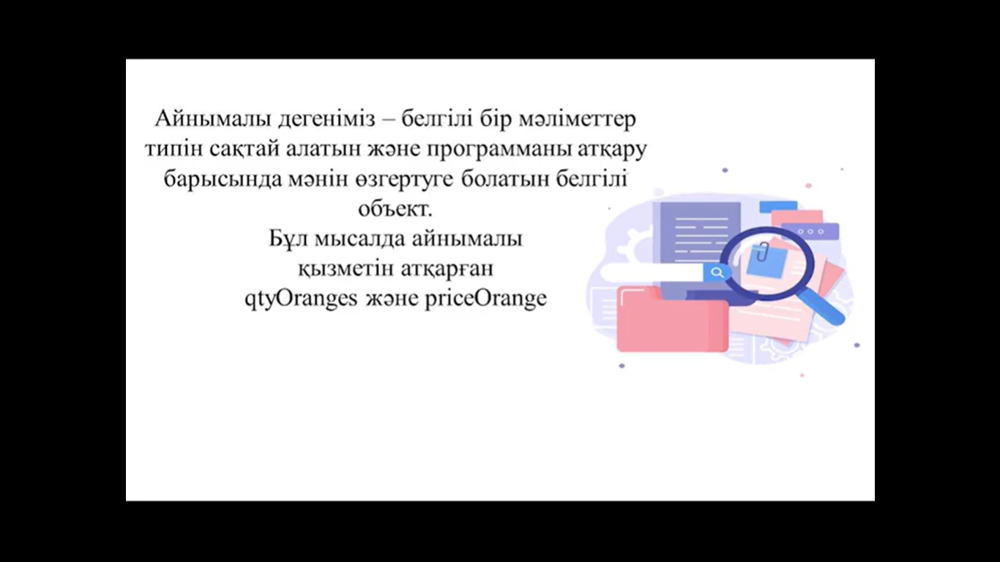 Айнымалы дегеніміз – белгілі бір мәліметтер
типін сақтай алатын және программаны атқару
барысында мәнін өзгертуге болатын белгілі
объект.
Бұл мысалда айнымалы
қызметін атқарған
qtyOranges және priceOrange